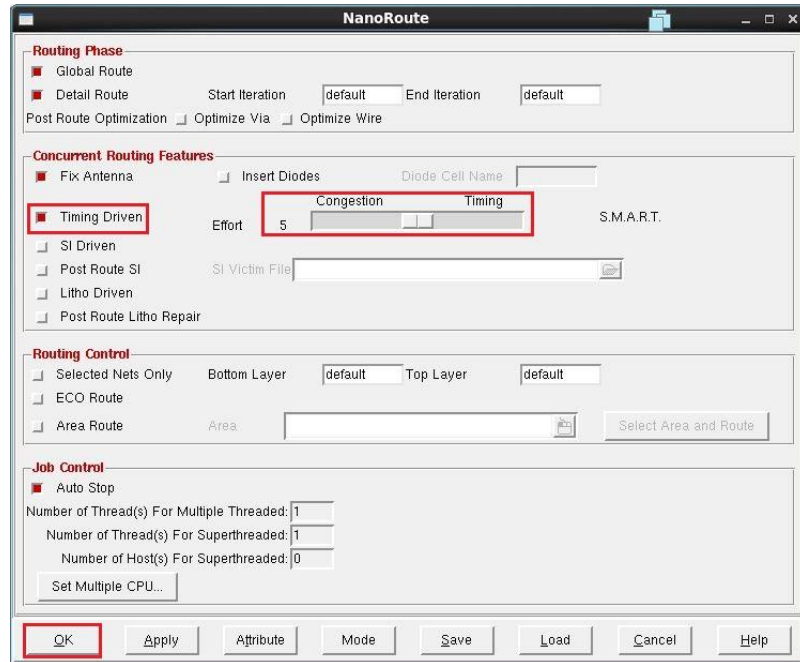 NanoRoute
Routing Phase
Global Route
Detail Route Start Iteration default End Iteration default
Post Route Optimization Optimize Via Optimize Wire
Concurrent Routing Features
Fix Antenna Insert Diodes Diode Cell Name
Congestion Timing
Timing Driven Effort 5 S.M.A.R.T.
SI Driven
Post Route SI SI Victim File
Litho Driven
Post Route Litho Repair
Routing Control
Selected Nets Only Bottom Layer default Top Layer default
ECO Route
Area Route Area Select Area and Route
Job Control
Auto Stop
Number of Thread(s) For Multiple Threaded: 1
Number of Thread(s) For Superthreaded: 1
Number of Host(s) For Superthreaded: 0
Set Multiple CPU...
OK Apply Attribute Mode Save Load Cancel Help